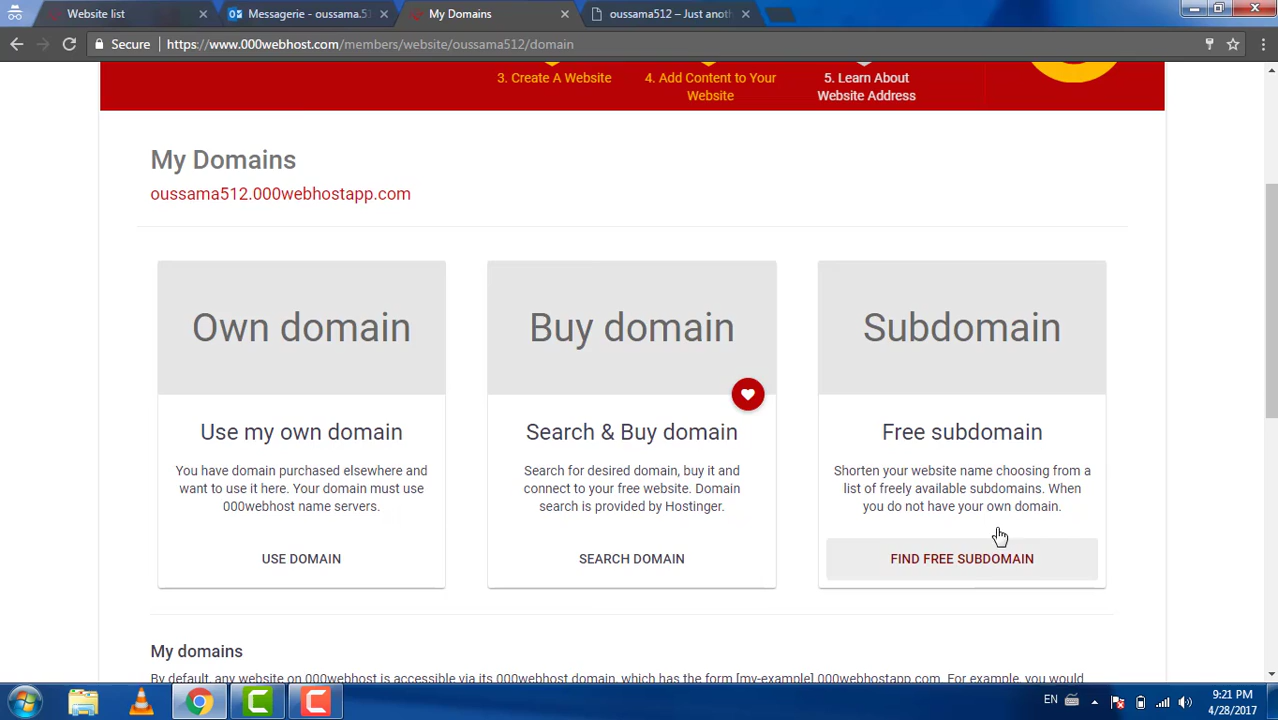 Website list
Messagerie - oussama.5
My Domains
oussama512 – Just anoth
Secure
https://www.000webhost.com/members/website/oussama512/domain
3. Create A Website
4. Add Content to Your
Website
5. Learn About
Website Address
My Domains
oussama512.000webhostapp.com
Own domain
Use my own domain
You have domain purchased elsewhere and
want to use it here. Your domain must use
000webhost name servers.
USE DOMAIN
Buy domain
Search & Buy domain
Search for desired domain, buy it and
connect to your free website. Domain
search is provided by Hostinger.
SEARCH DOMAIN
Subdomain
Free subdomain
Shorten your website name choosing from a
list of freely available subdomains. When
you do not have your own domain.
FIND FREE SUBDOMAIN
My domains
By default, any website on 000webhost is accessible via its 000webhost domain, which has the form [my-example].000webhostapp.com. For example, you would
EN
9:21 PM
4/28/2017